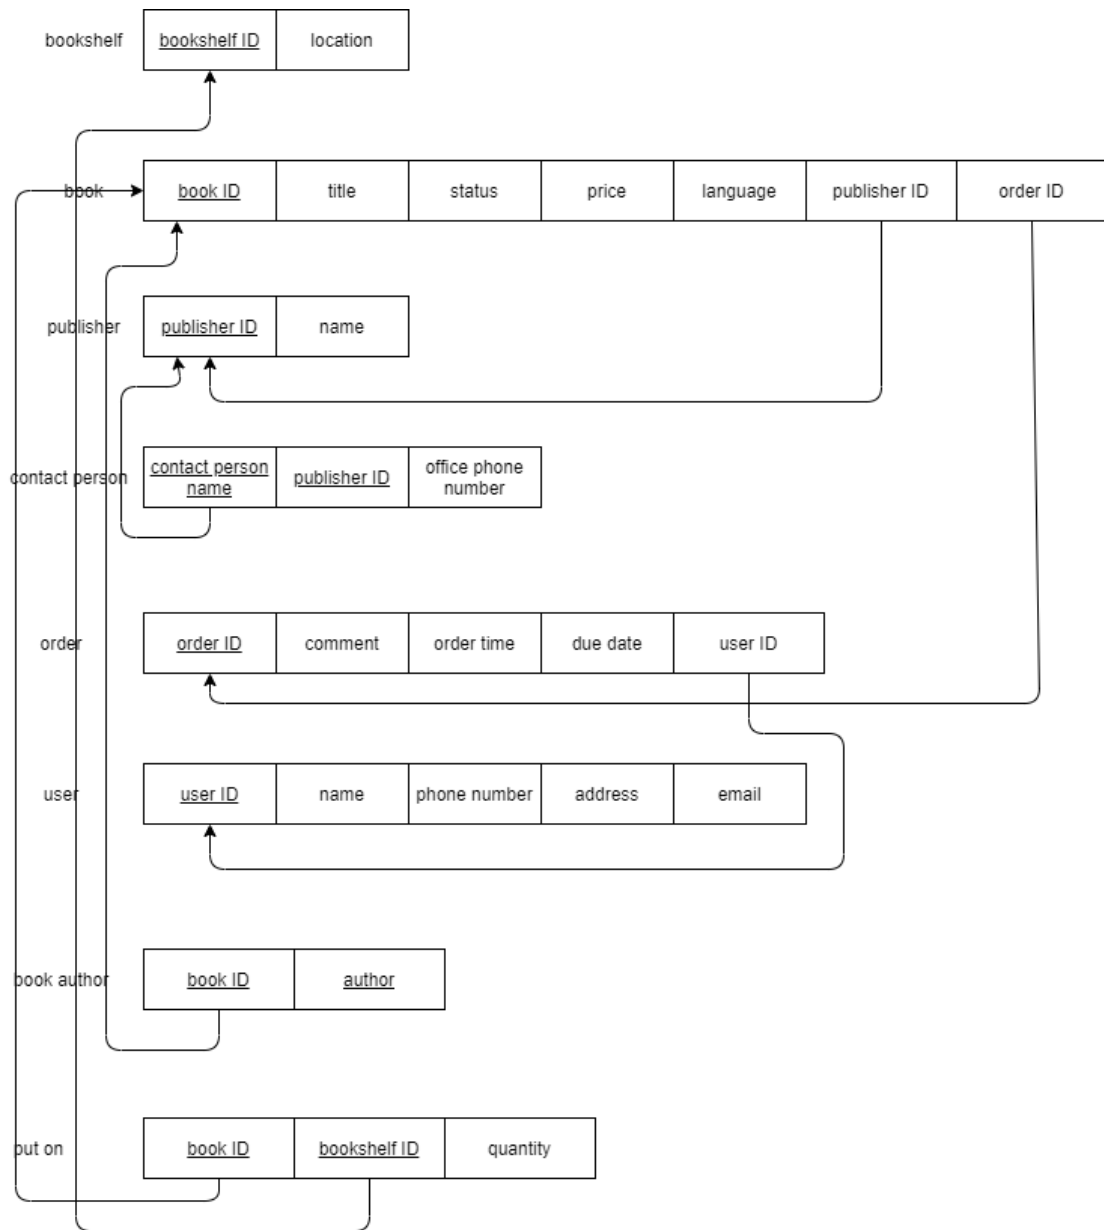 bookshelf bookshelf ID location
book book ID title status price language publisher ID order ID
publisher publisher ID name
contact person contact person name publisher ID office phone number
order order ID comment order time due date user ID
user user ID name phone number address email
book author book ID author
put on book ID bookshelf ID quantity